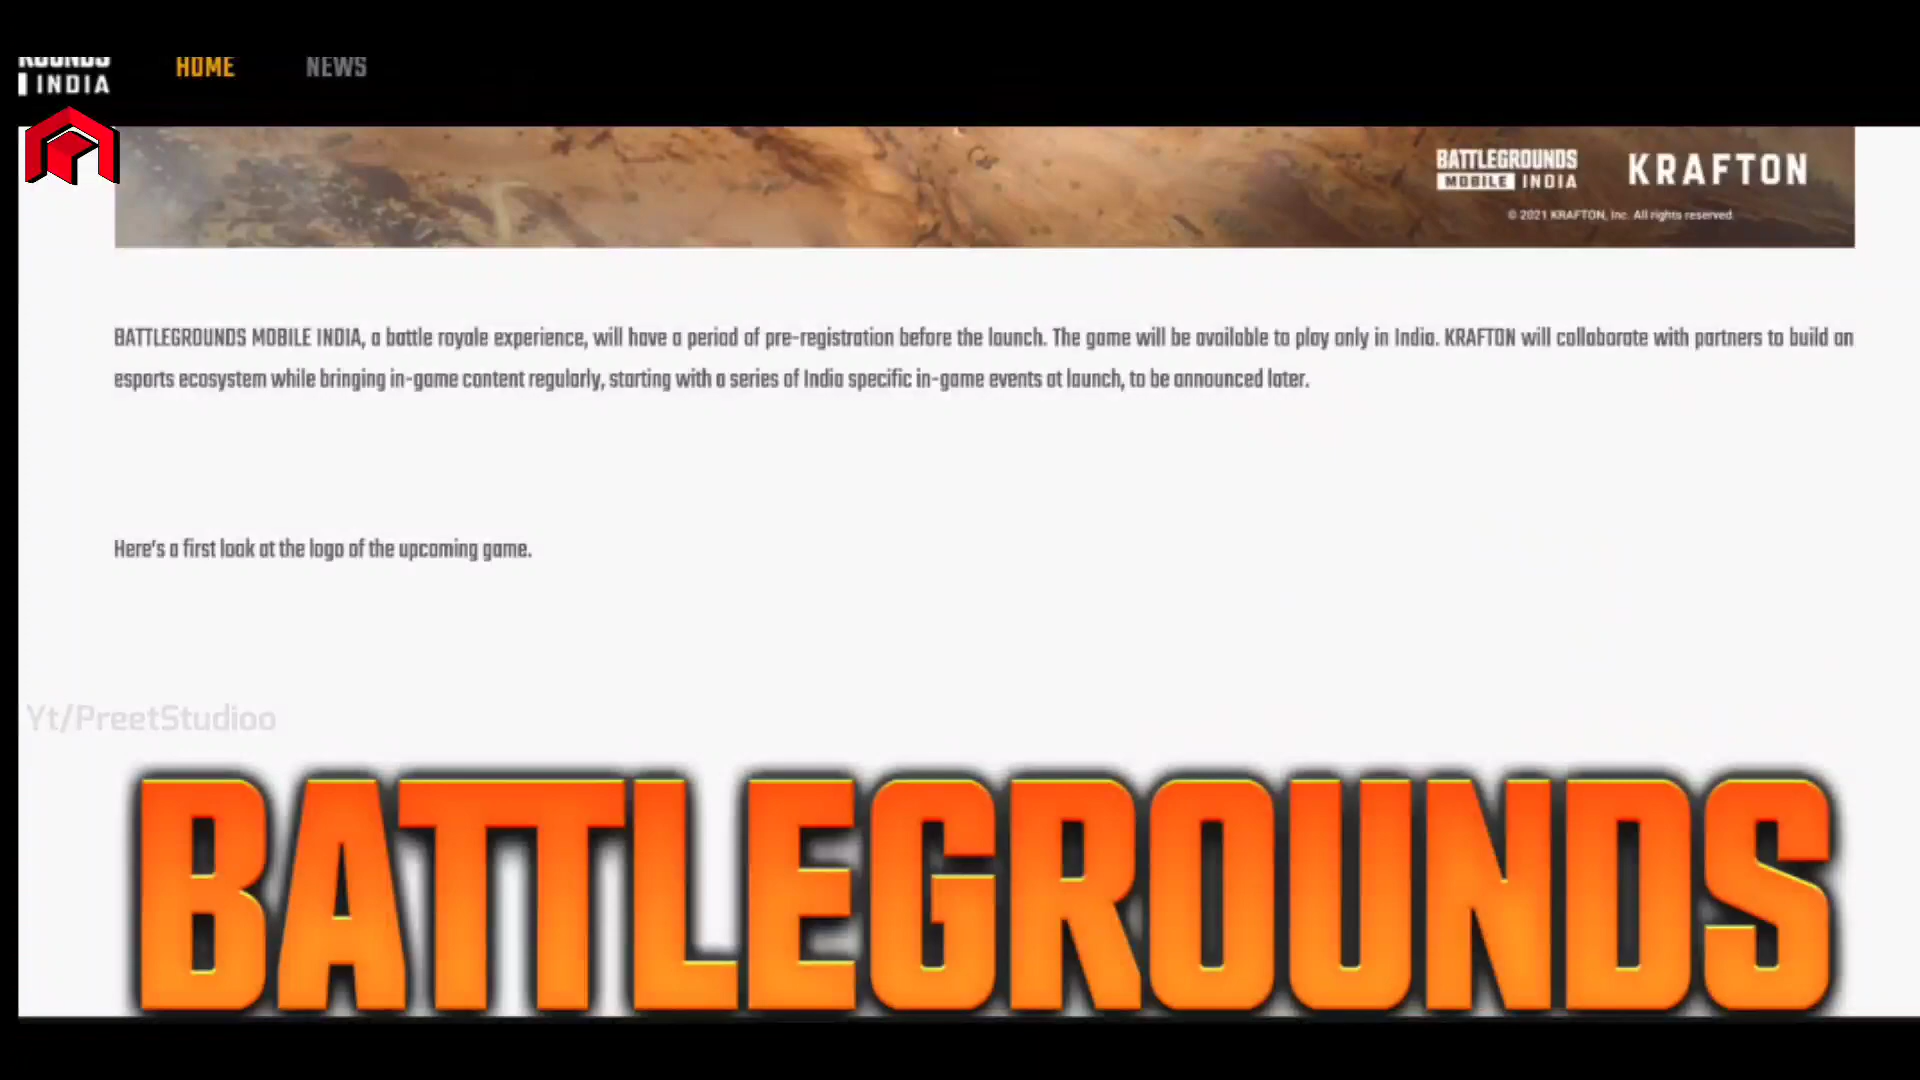 ROUNDS
INDIA
HOME
NEWS
BATTLEGROUNDS
MOBILE INDIA
KRAFTON
© 2021 KRAFTON, Inc. All rights reserved.
BATTLEGROUNDS MOBILE INDIA, a battle royale experience, will have a period of pre-registration before the launch. The game will be available to play only in India. KRAFTON will collaborate with partners to build an
esports ecosystem while bringing in-game content regularly, starting with a series of India specific in-game events at launch, to be announced later.
Here's a first look at the logo of the upcoming game.
Yt/PreetStudioo
BATTLEGROUNDS